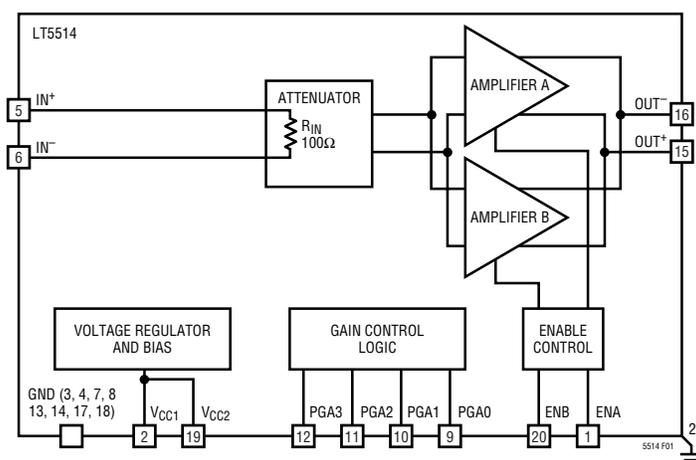 LT5514
5
IN+
6
IN−
ATTENUATOR
RIN
100Ω
AMPLIFIER A
AMPLIFIER B
OUT−
16
OUT+
15
VOLTAGE REGULATOR
AND BIAS
GAIN CONTROL
LOGIC
ENABLE
CONTROL
GND (3, 4, 7, 8
13, 14, 17, 18)
VCC1
VCC2
PGA3
PGA2
PGA1
PGA0
ENB
ENA
2
19
12
11
10
9
20
1
5514 F01
2